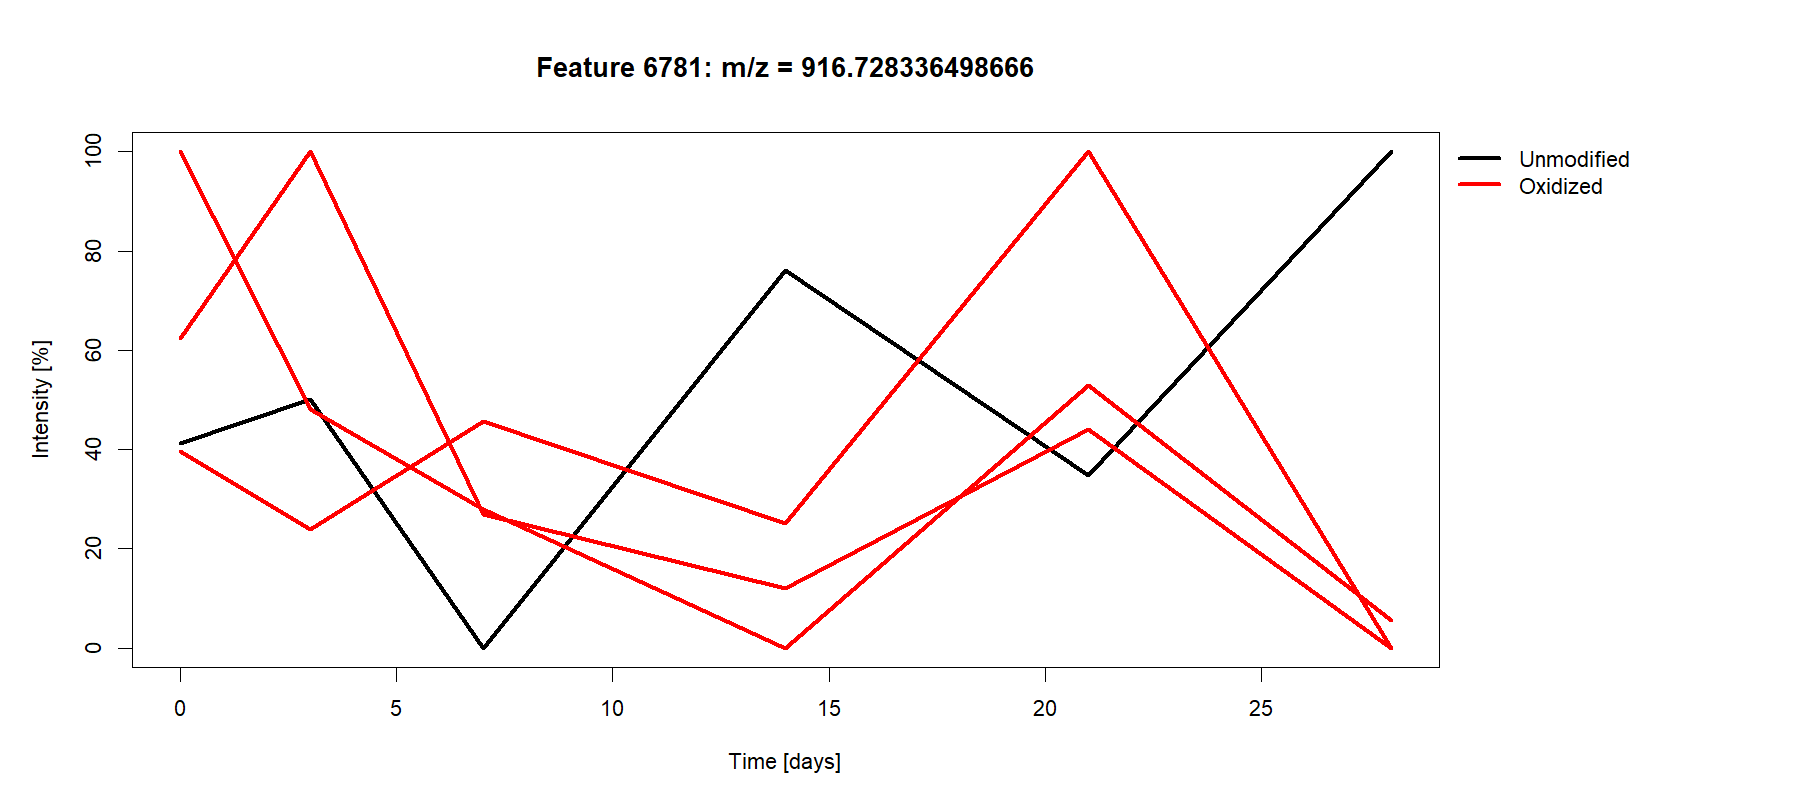 Feature 6781: m/z = 916.728336498666
Unmodified
Oxidized
Intensity [%]
100
80
60
40
20
0
0 5 10 15 20 25
Time [days]